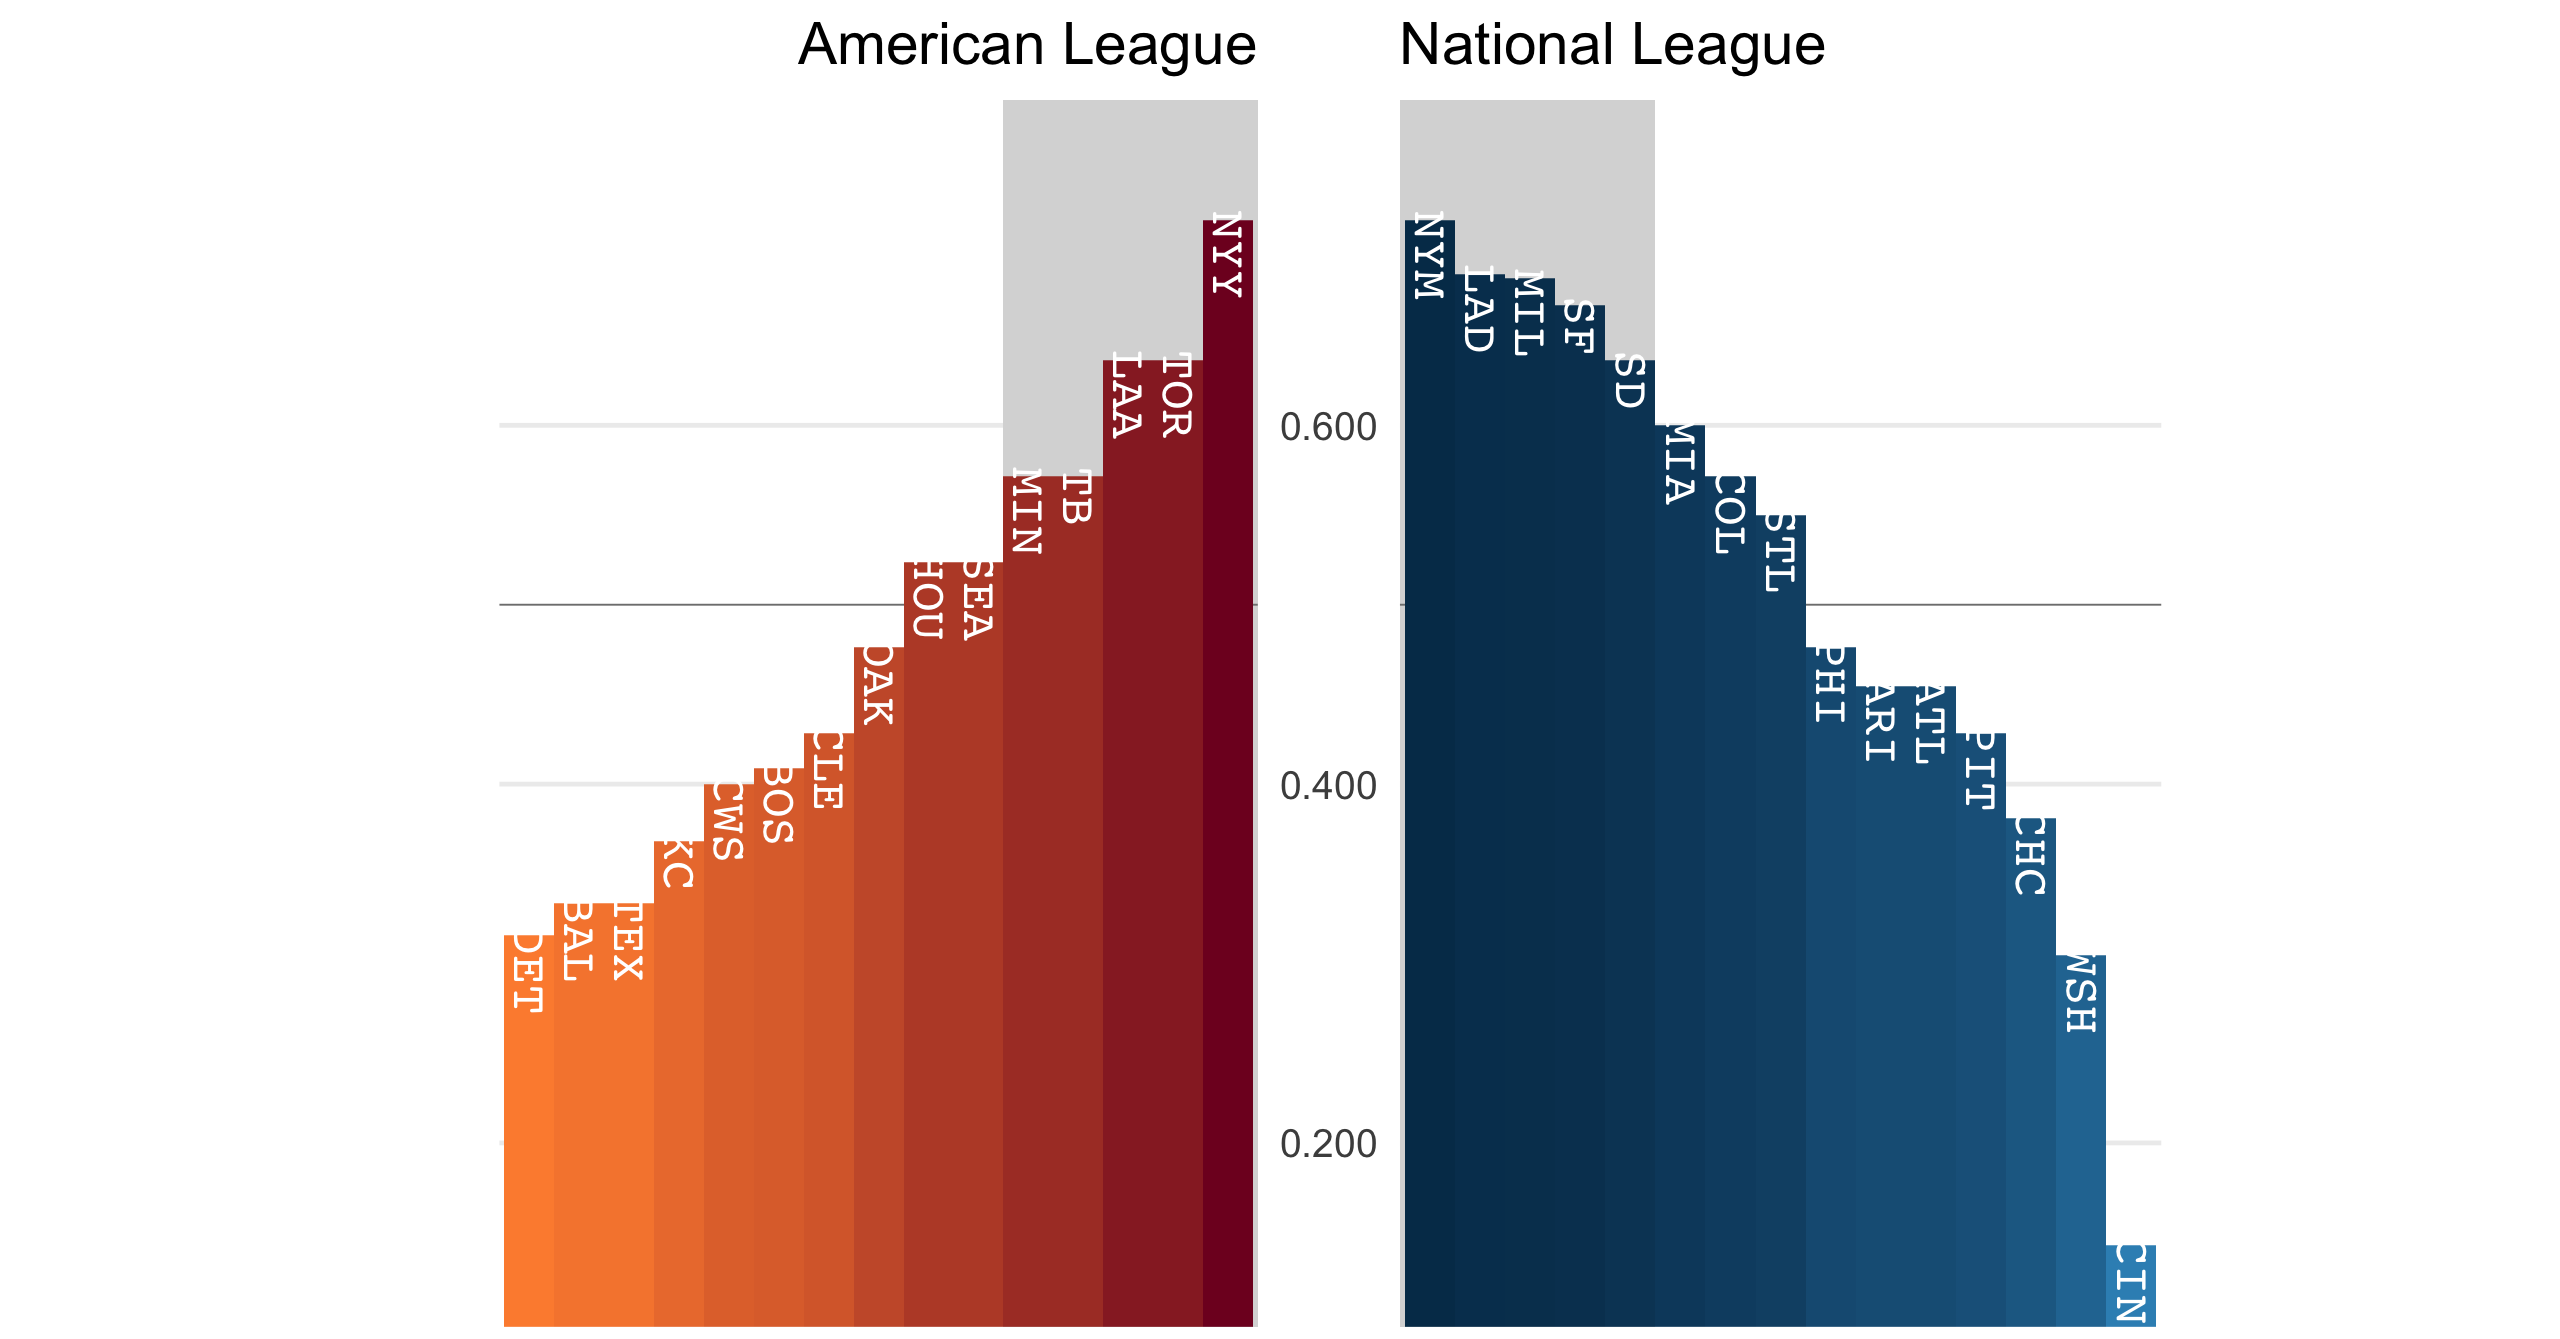 American League
National League
NYY
TOR
LAA
TB
MIN
SEA
HOU
OAK
CLE
BOS
CWS
KC
TEX
BAL
DET
0.600
0.400
0.200
NYM
LAD
MIL
SF
SD
MIA
COL
STL
PHI
ARI
ATL
PIT
CHC
WSH
CIN